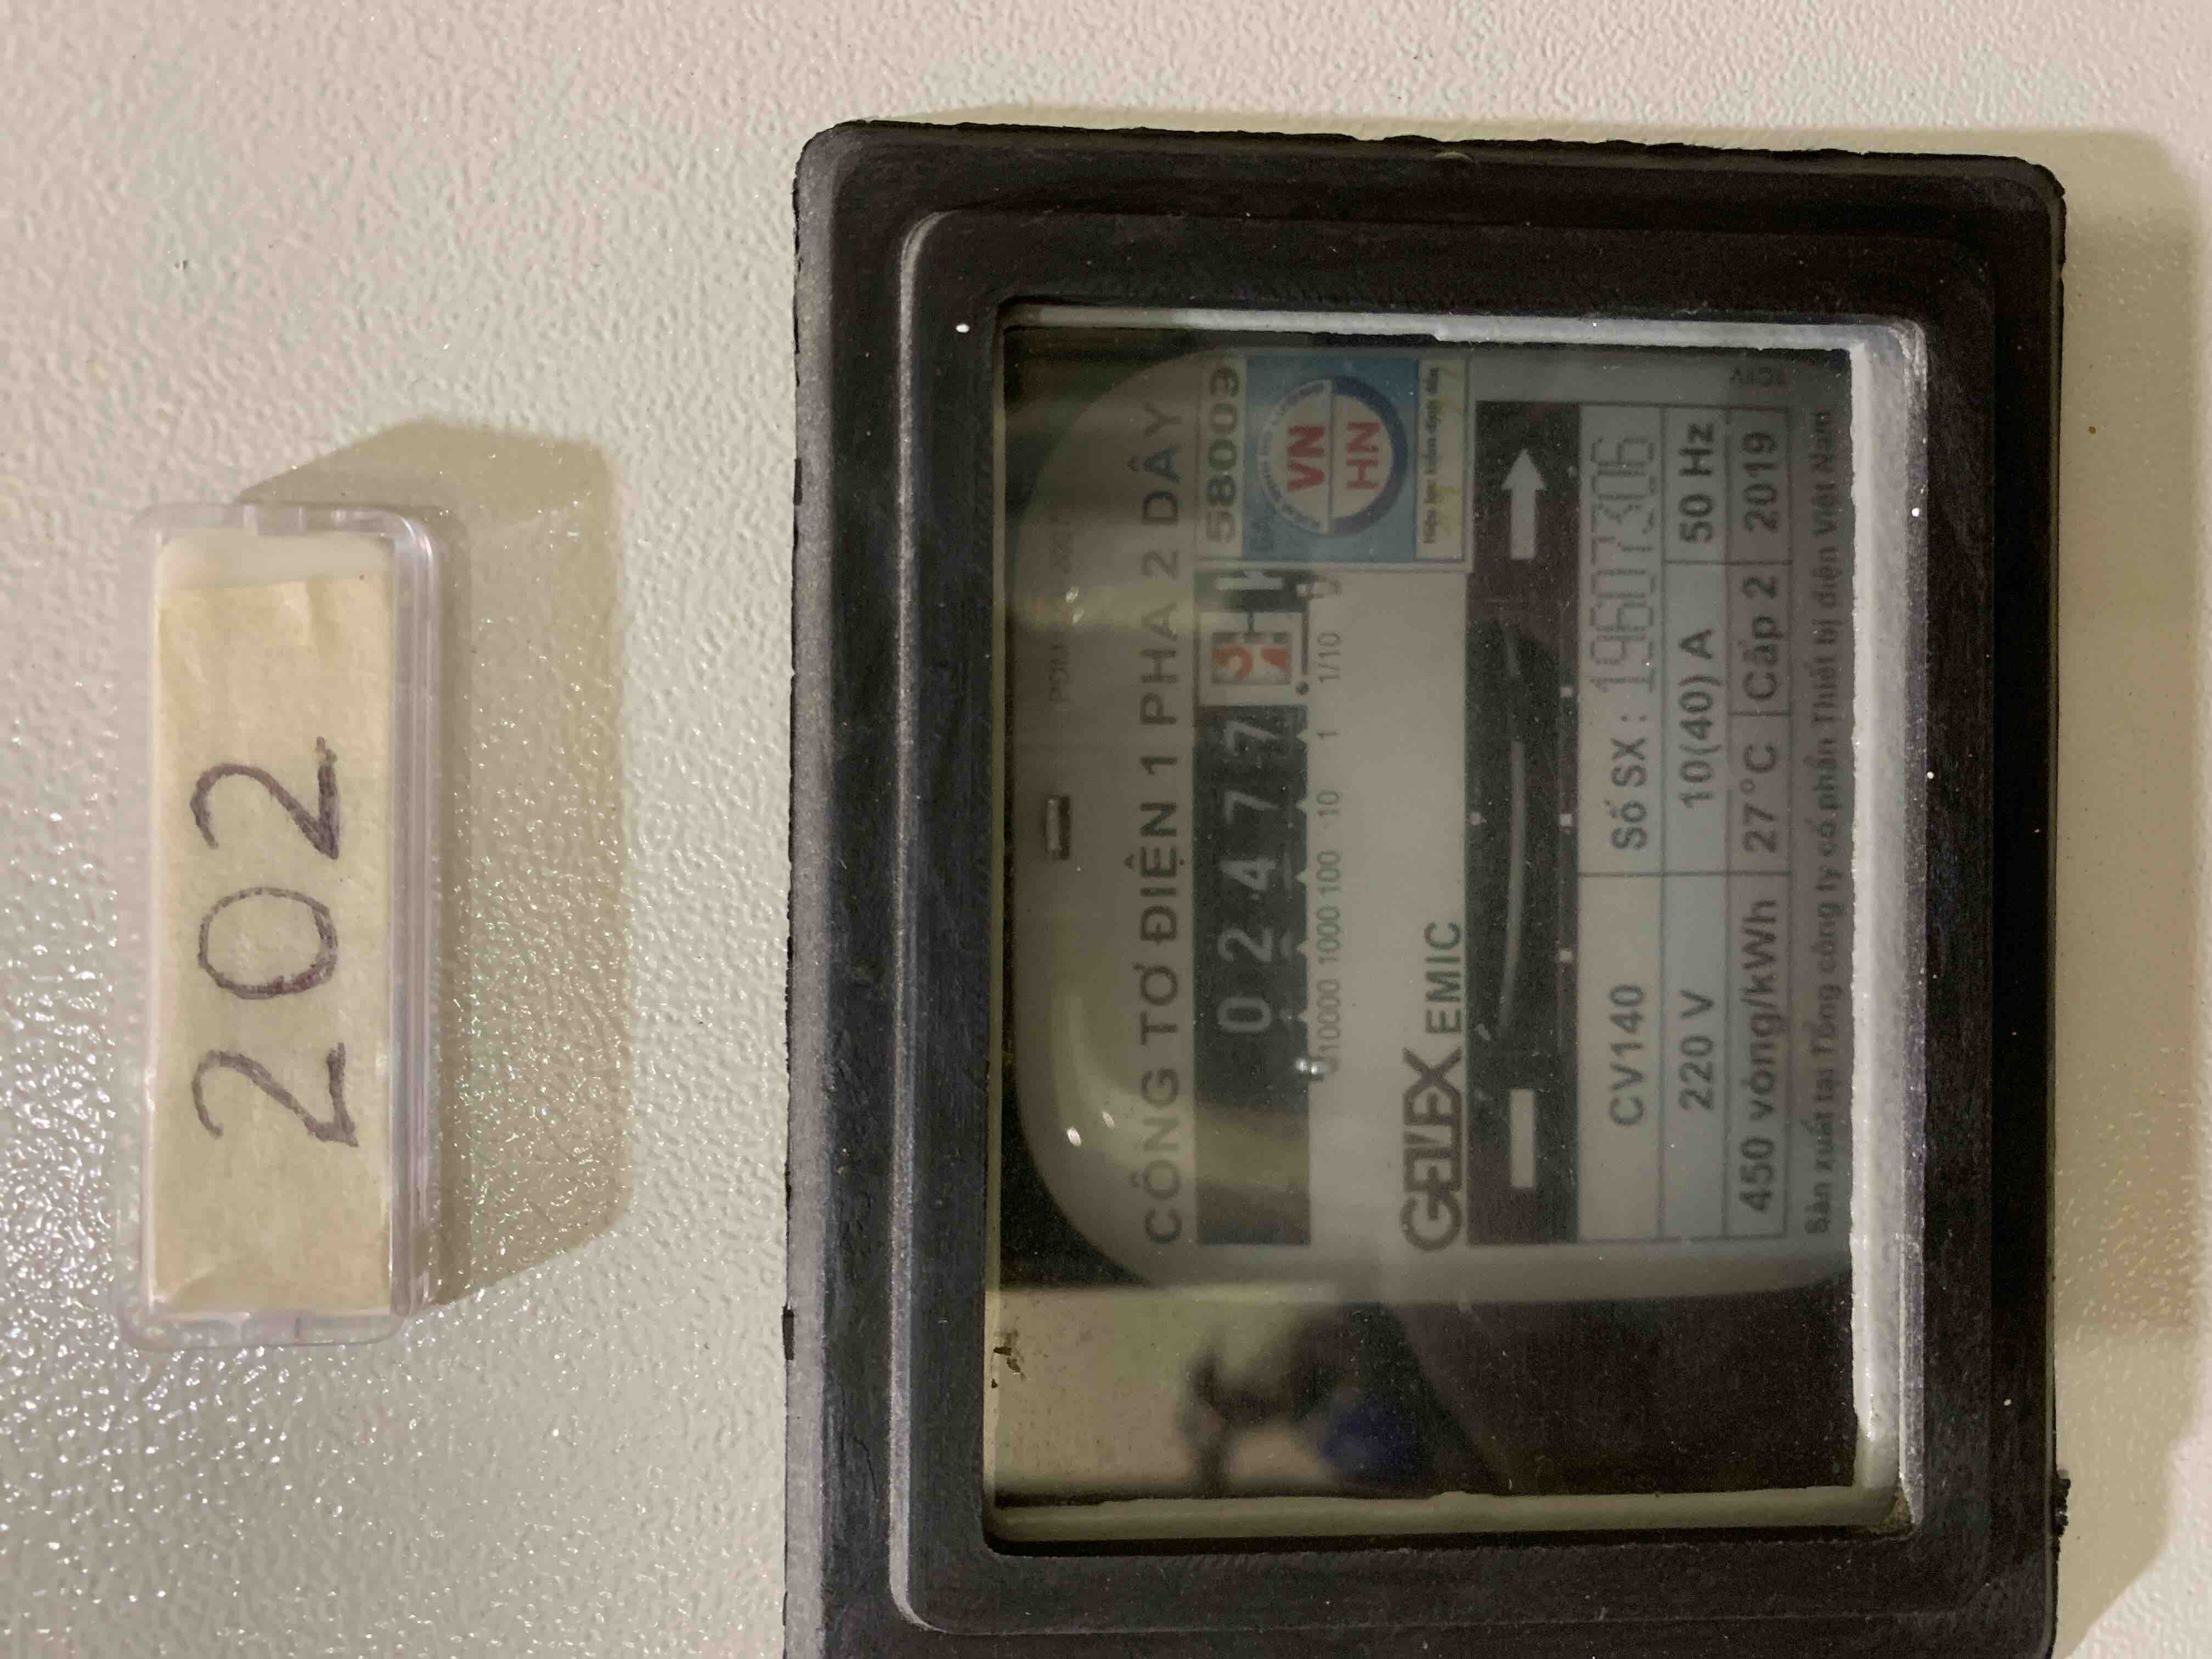 202
CÔNG TƠ ĐIỆN 1 PHA 2 DÂY
58003
0 2 4 7 7
10000 1000 100 10 1 1/10
VN
HN
GELEX EMIC
CV140 Số SX : 19607306
220 V 10(40) A 50 Hz
450 vòng/kWh 27°C Cấp 2 2019
Sản xuất tại Tổng công ty cổ phần Thiết bị điện Việt Nam